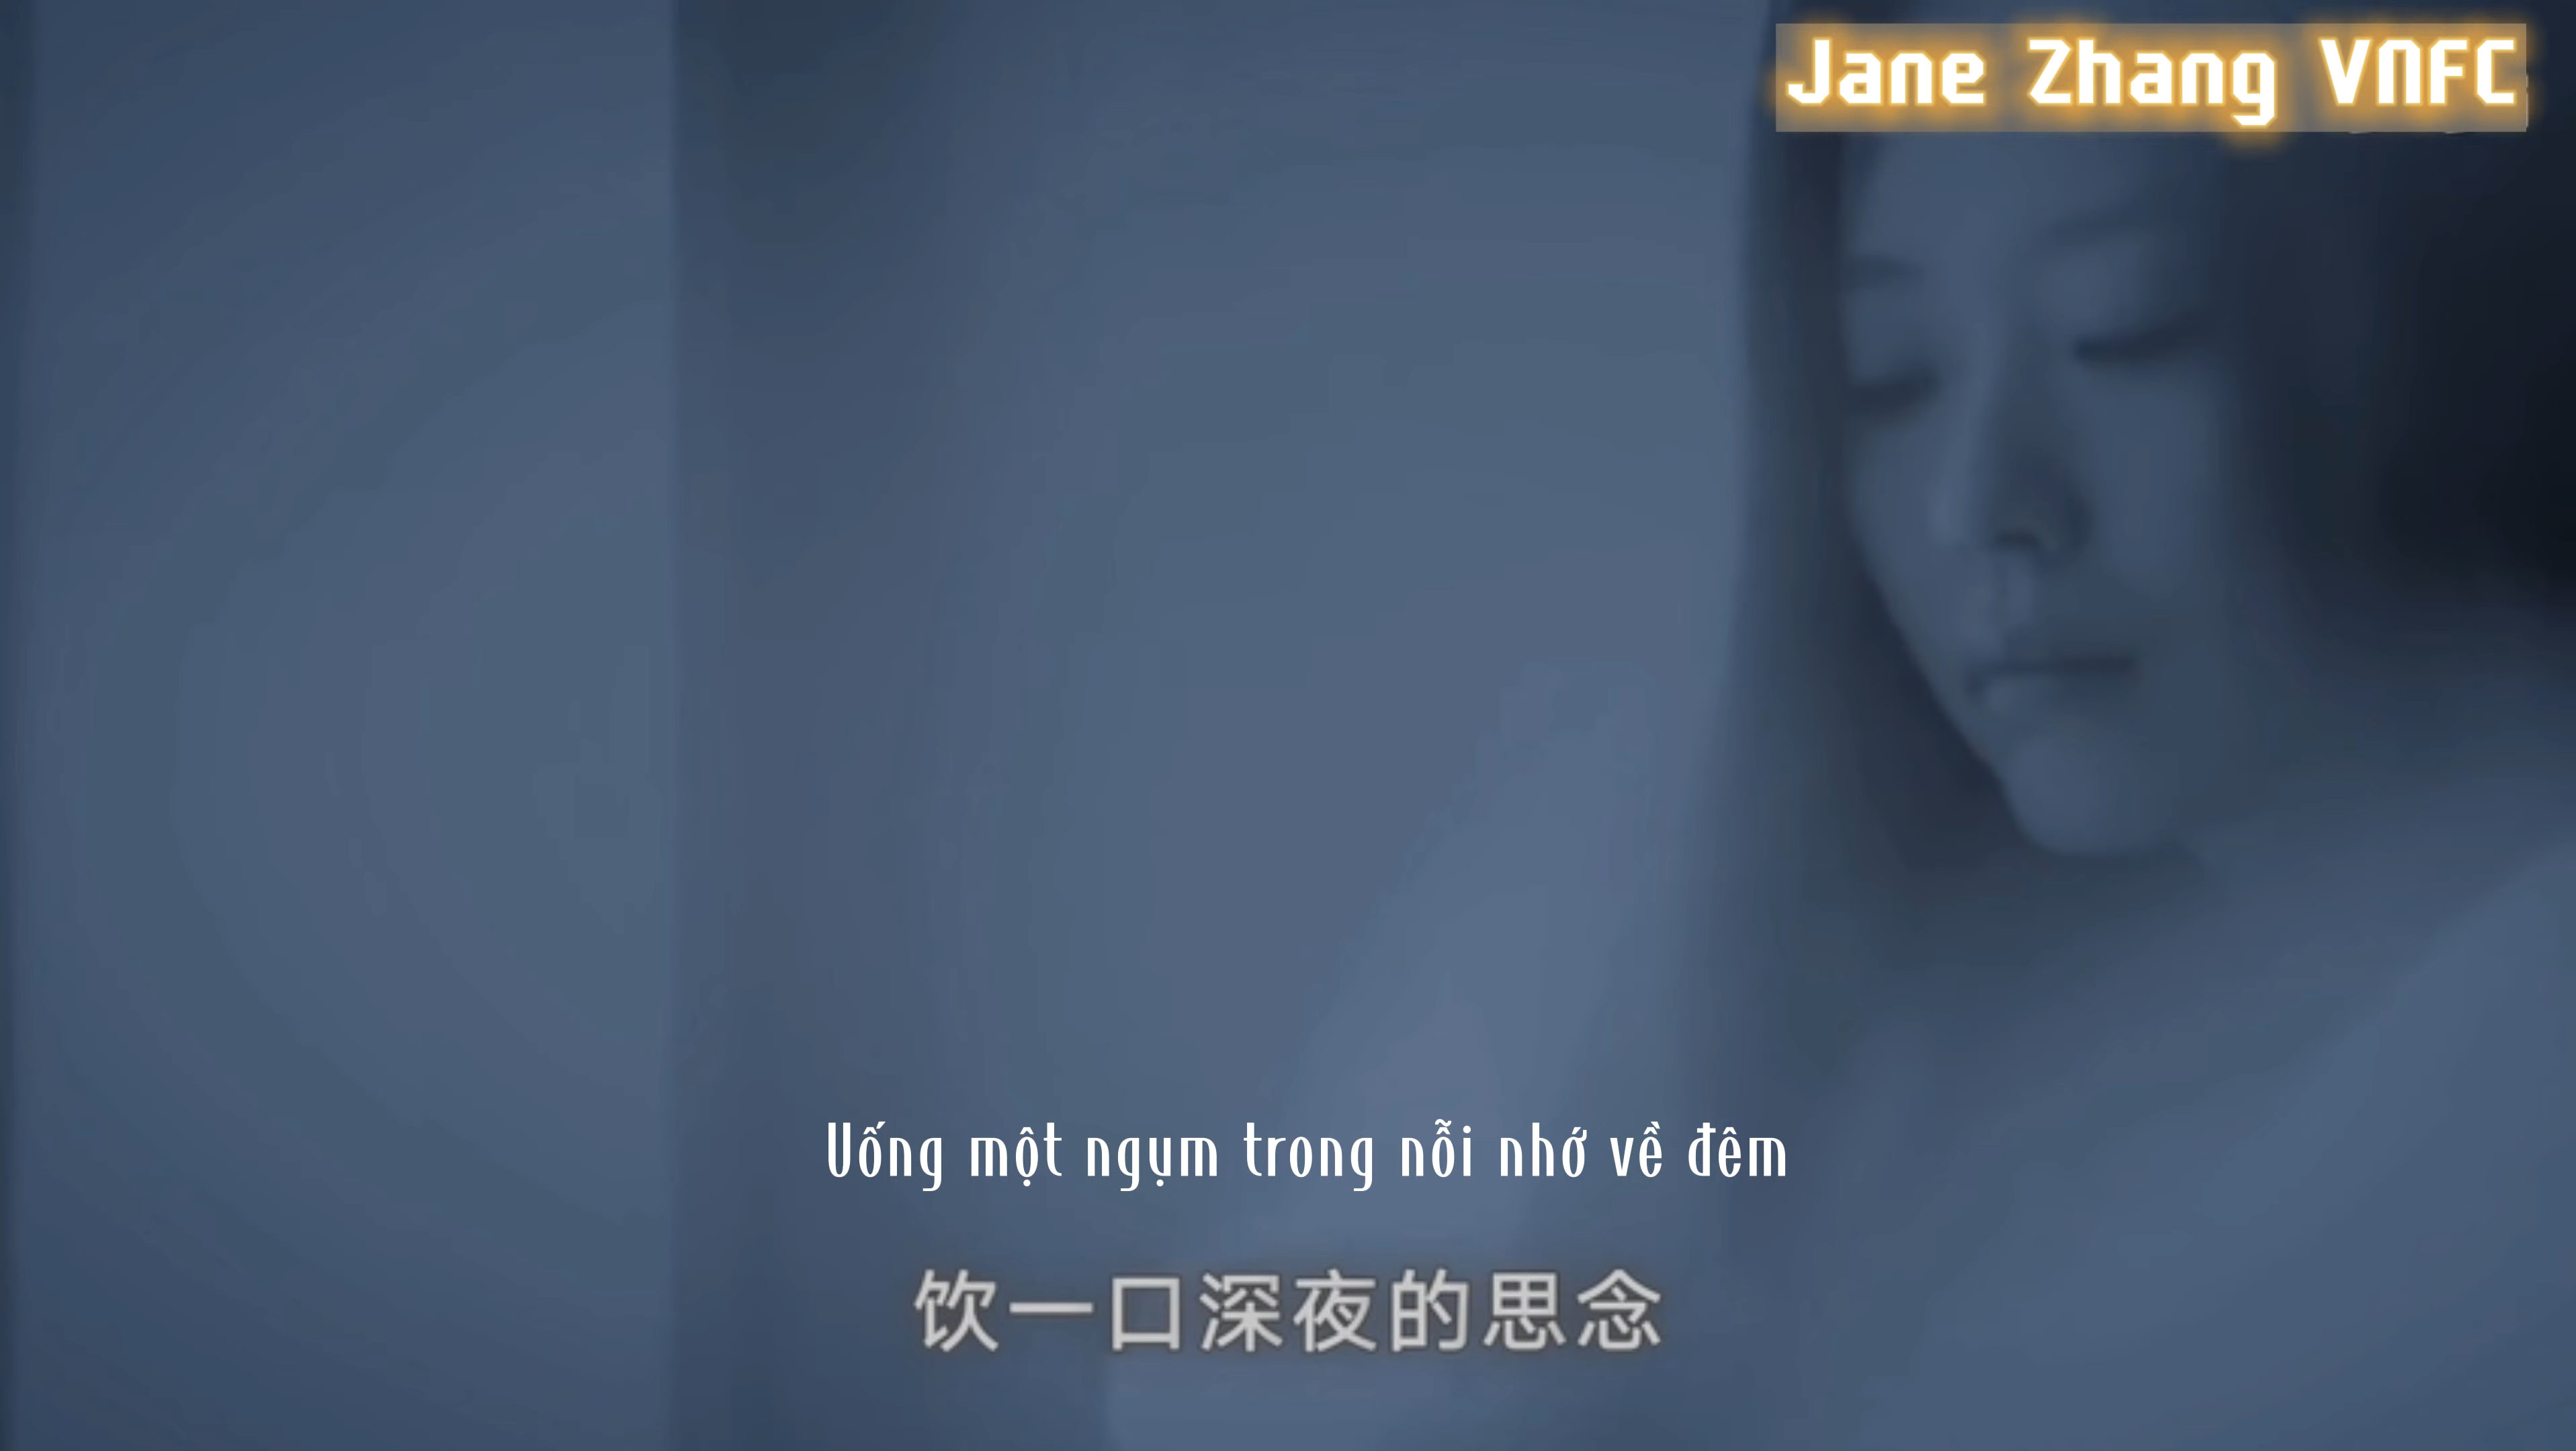 Jane Zhang VNFC
Uống một ngụm trong nỗi nhớ về đêm
饮一口深夜的思念